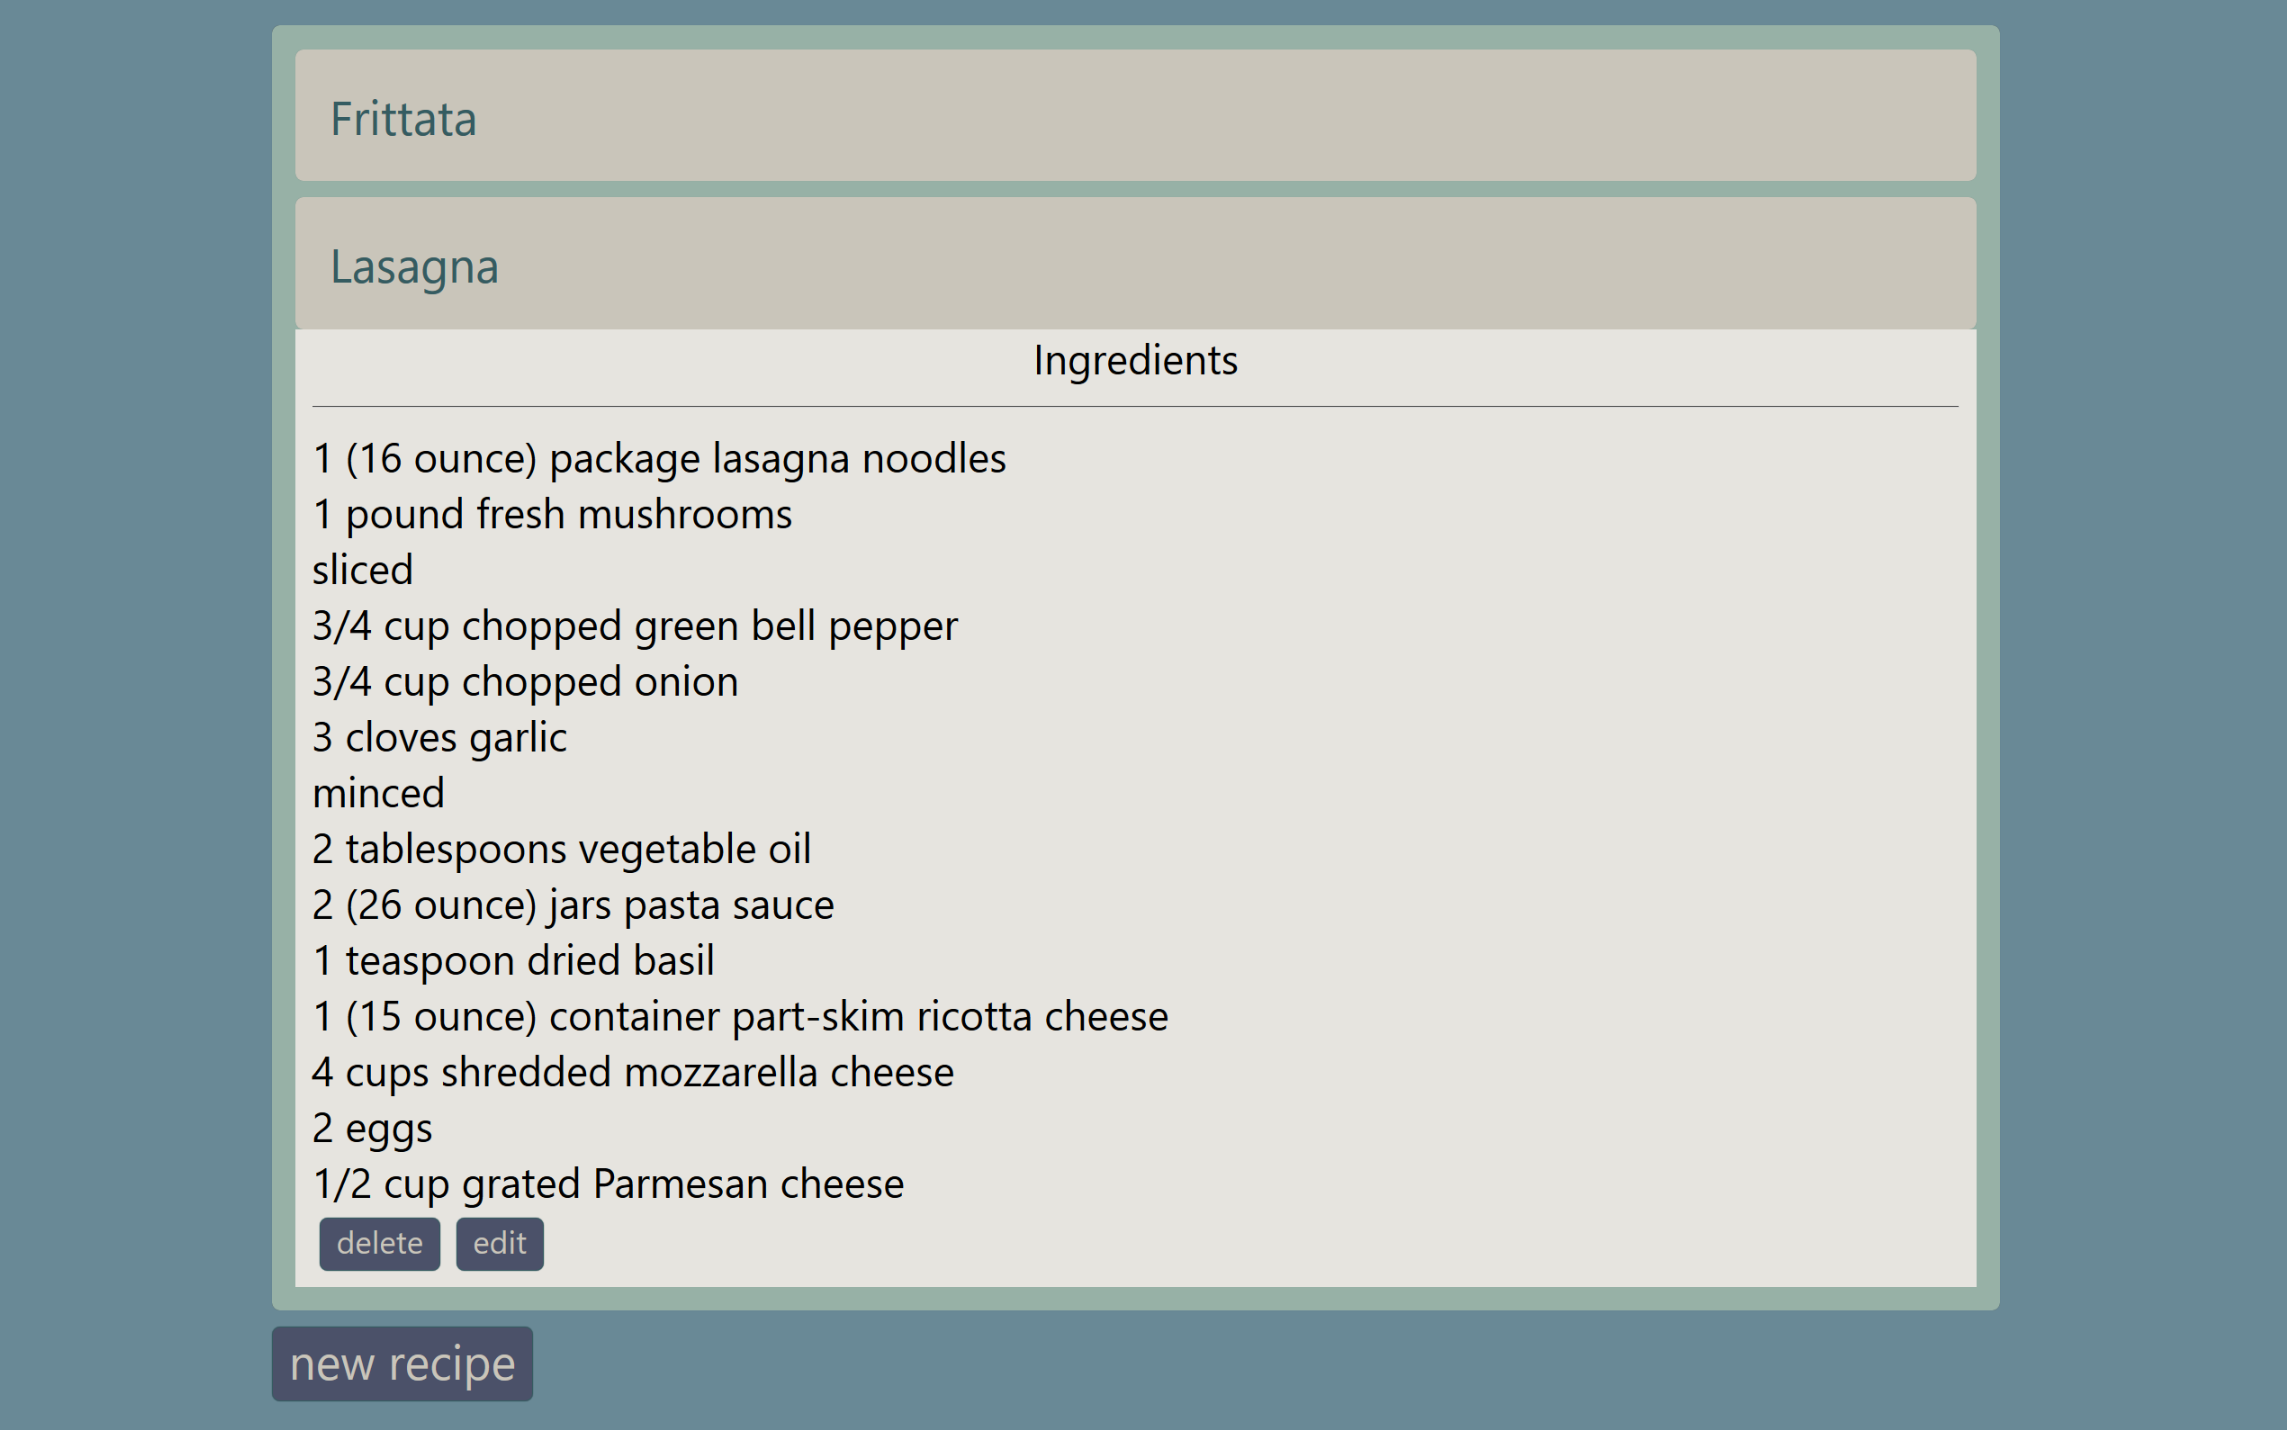 Frittata
Lasagna
Ingredients
1 (16 ounce) package lasagna noodles
1 pound fresh mushrooms
sliced
3/4 cup chopped green bell pepper
3/4 cup chopped onion
3 cloves garlic
minced
2 tablespoons vegetable oil
2 (26 ounce) jars pasta sauce
1 teaspoon dried basil
1 (15 ounce) container part-skim ricotta cheese
4 cups shredded mozzarella cheese
2 eggs
1/2 cup grated Parmesan cheese
delete edit
new recipe